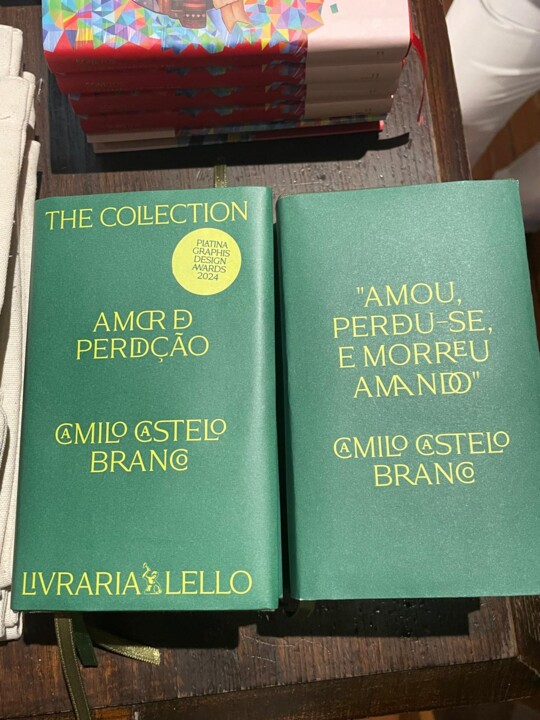 THE COLLECTION
PLATINA
GRAPHIS
DESIGN
AWARDS
2024
AMOR DE
PERDIÇÃO
CAMILO CASTELO
BRANCO
LIVRARIA LELLO
"AMOU,
PERDEU-SE,
E MORREU
AMANDO"
CAMILO CASTELO
BRANCO